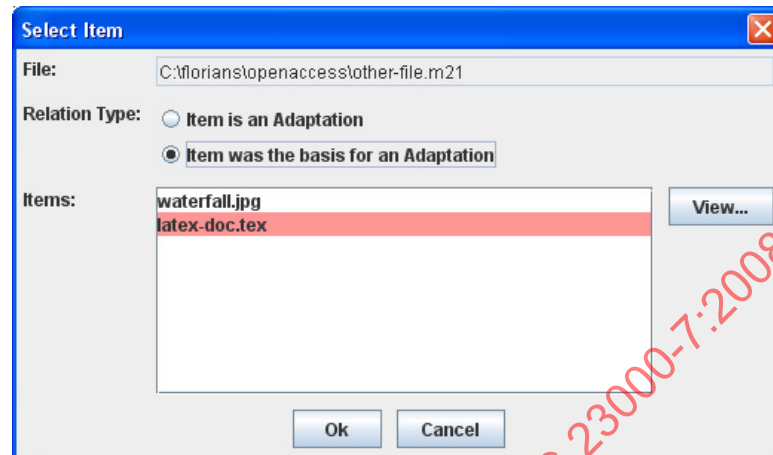 Select Item
File: C:\florians\openaccess\other-file.m21
Relation Type: Item is an Adaptation
Item was the basis for an Adaptation
Items: waterfall.jpg View...
latex-doc.tex
Ok Cancel
23000-7:2008